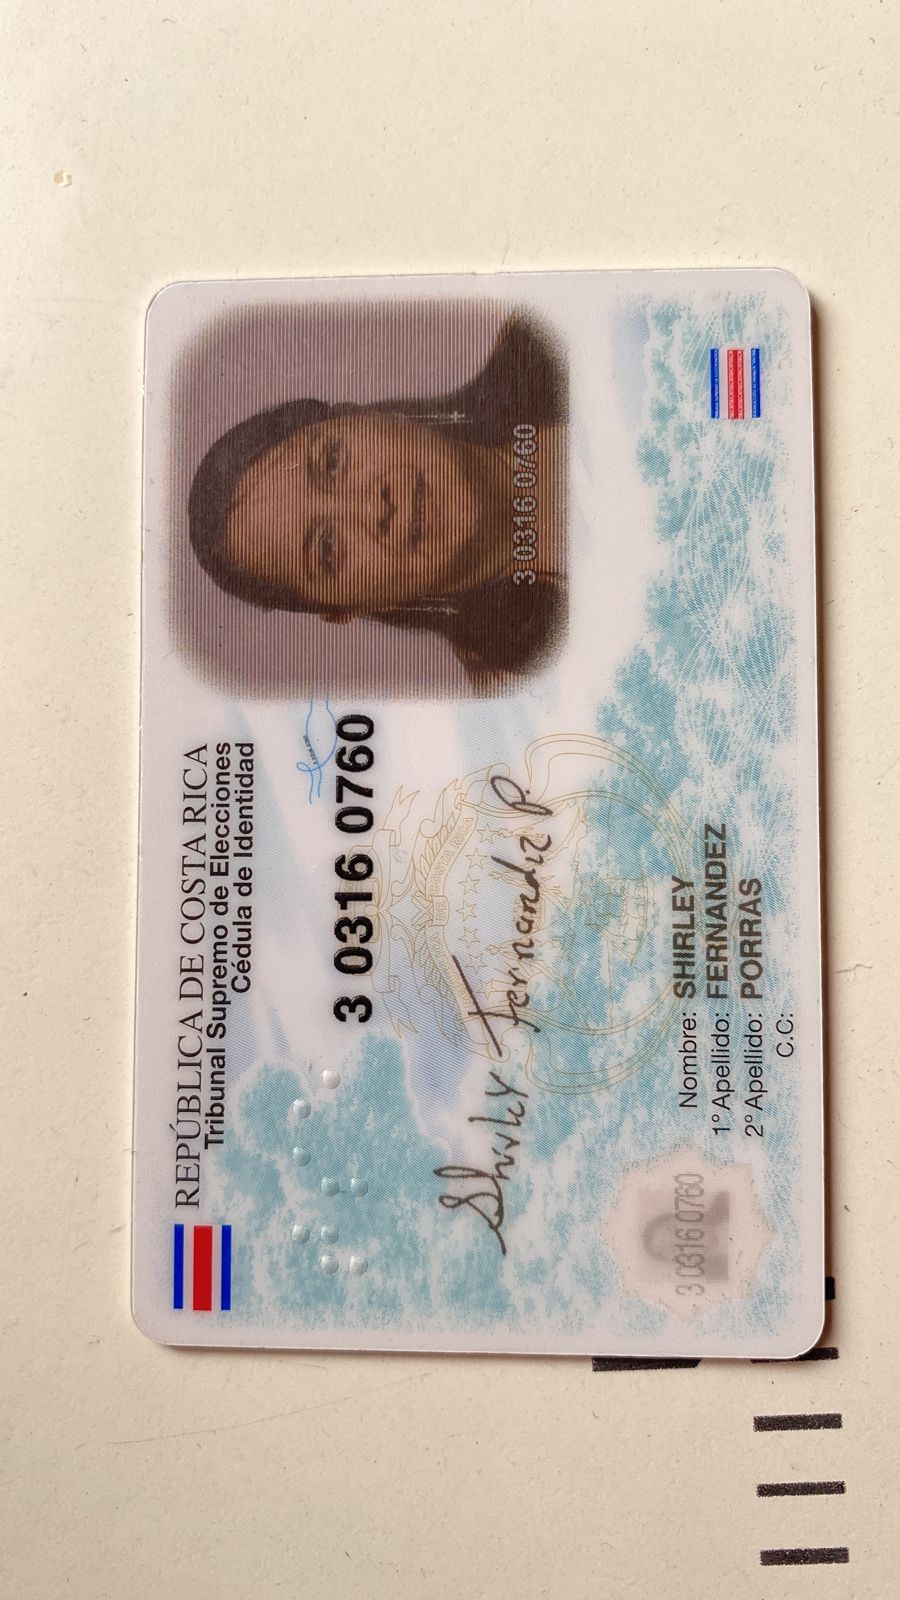 REPÚBLICA DE COSTA RICA
Tribunal Supremo de Elecciones
Cédula de Identidad
3 0316 0760
3 0316 0760
Shirley Fernandez P.
3 0316 0760
Nombre: SHIRLEY
1° Apellido: FERNANDEZ
2° Apellido: PORRAS
C.C: